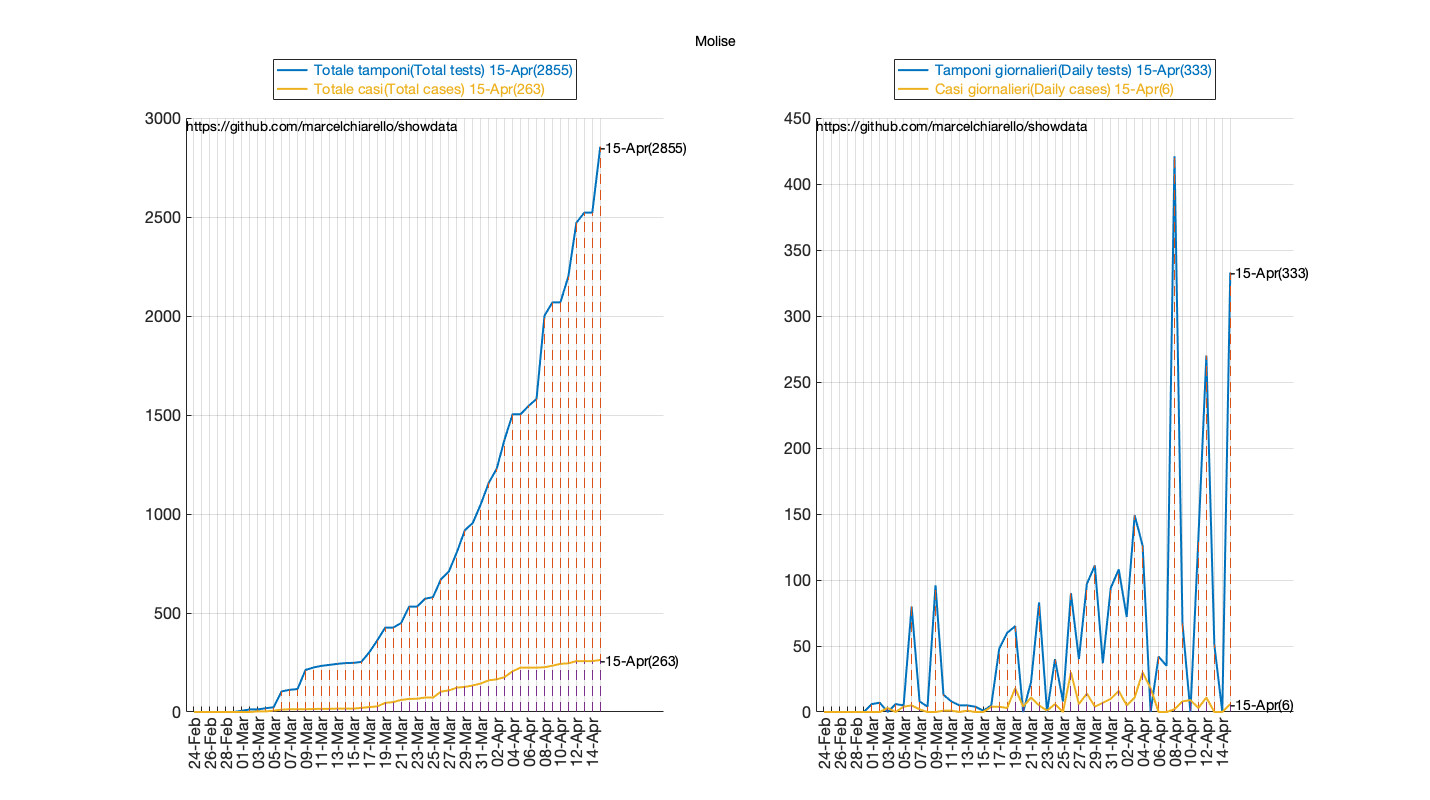 Molise
Totale tamponi(Total tests) 15-Apr(2855)
Totale casi(Total cases) 15-Apr(263)
https://github.com/marcelchiarello/showdata
3000
2500
2000
1500
1000
500
0
15-Apr(2855)
15-Apr(263)
24-Feb
26-Feb
28-Feb
01-Mar
03-Mar
05-Mar
07-Mar
09-Mar
11-Mar
13-Mar
15-Mar
17-Mar
19-Mar
21-Mar
23-Mar
25-Mar
27-Mar
29-Mar
31-Mar
02-Apr
04-Apr
06-Apr
08-Apr
10-Apr
12-Apr
14-Apr
Tamponi giornalieri(Daily tests) 15-Apr(333)
Casi giornalieri(Daily cases) 15-Apr(6)
https://github.com/marcelchiarello/showdata
450
400
350
300
250
200
150
100
50
0
15-Apr(333)
15-Apr(6)
24-Feb
26-Feb
28-Feb
01-Mar
03-Mar
05-Mar
07-Mar
09-Mar
11-Mar
13-Mar
15-Mar
17-Mar
19-Mar
21-Mar
23-Mar
25-Mar
27-Mar
29-Mar
31-Mar
02-Apr
04-Apr
06-Apr
08-Apr
10-Apr
12-Apr
14-Apr